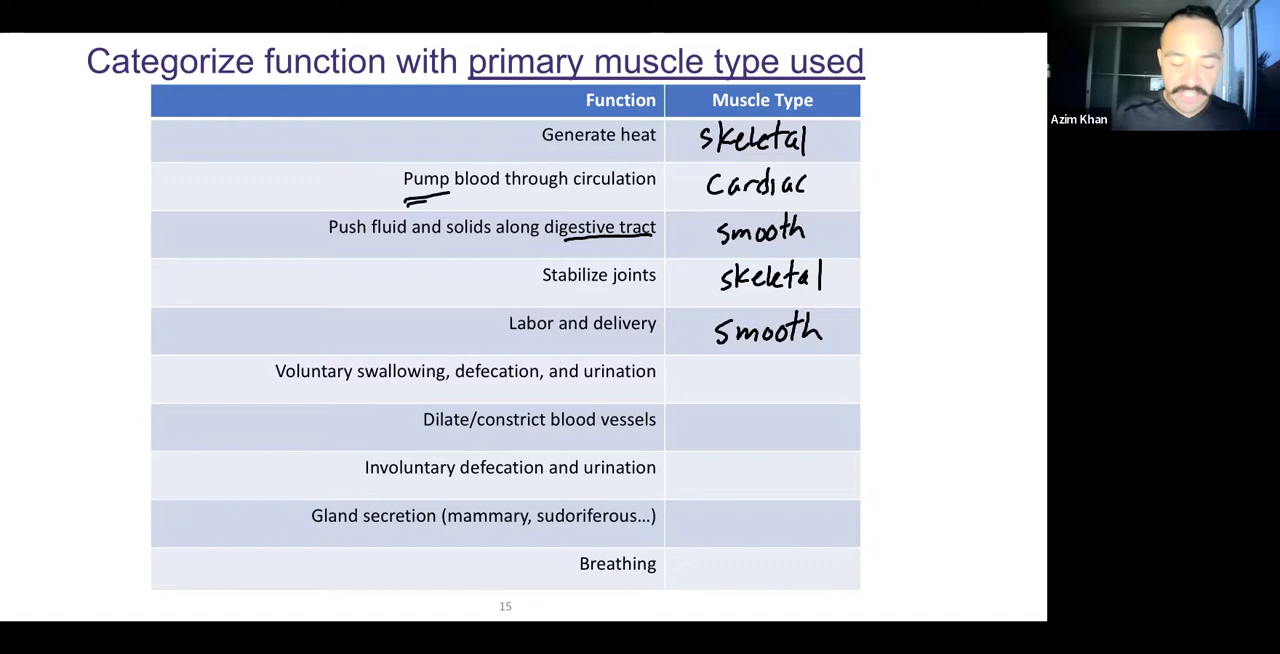 Categorize function with primary muscle type used
Function Muscle Type
Generate heat skeletal
Pump blood through circulation Cardiac
Push fluid and solids along digestive tract smooth
Stabilize joints skeletal
Labor and delivery smooth
Voluntary swallowing, defecation, and urination
Dilate/constrict blood vessels
Involuntary defecation and urination
Gland secretion (mammary, sudoriferous…)
Breathing
15
Azim Khan